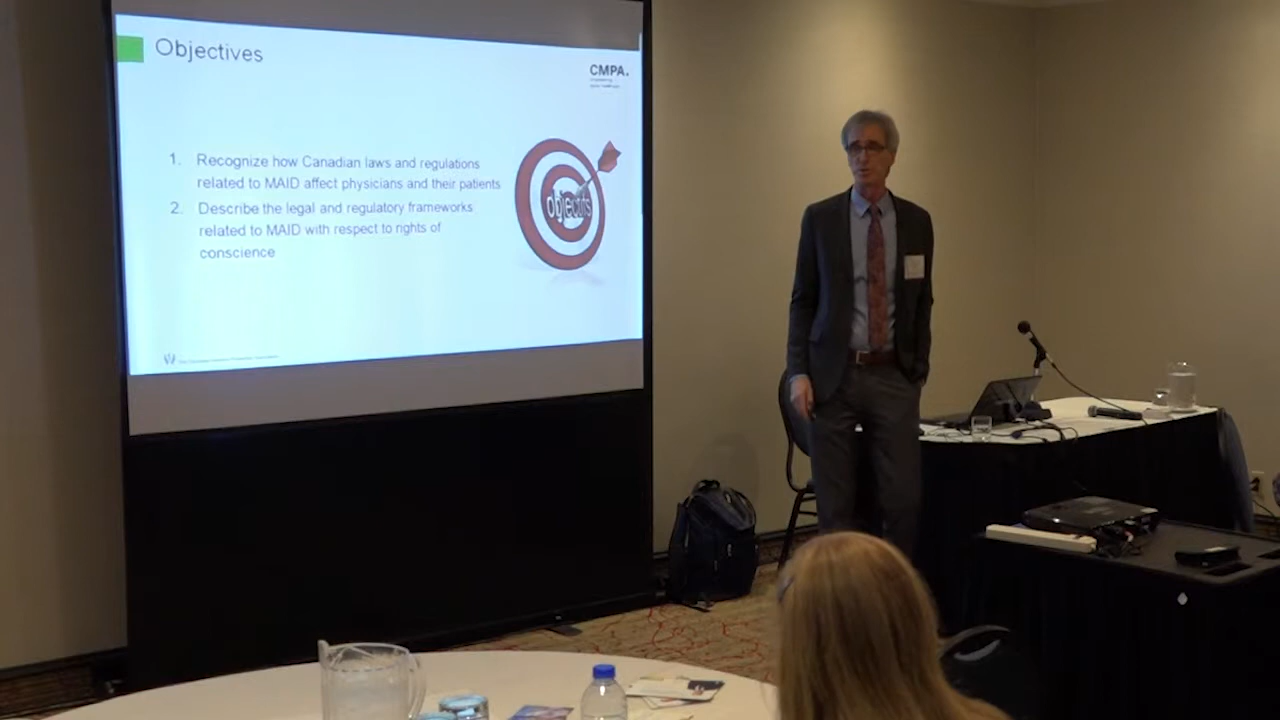 Objectives
CMPA.
1. Recognize how Canadian laws and regulations
related to MAID affect physicians and their patients
2. Describe the legal and regulatory frameworks
related to MAID with respect to rights of
conscience
objectifs